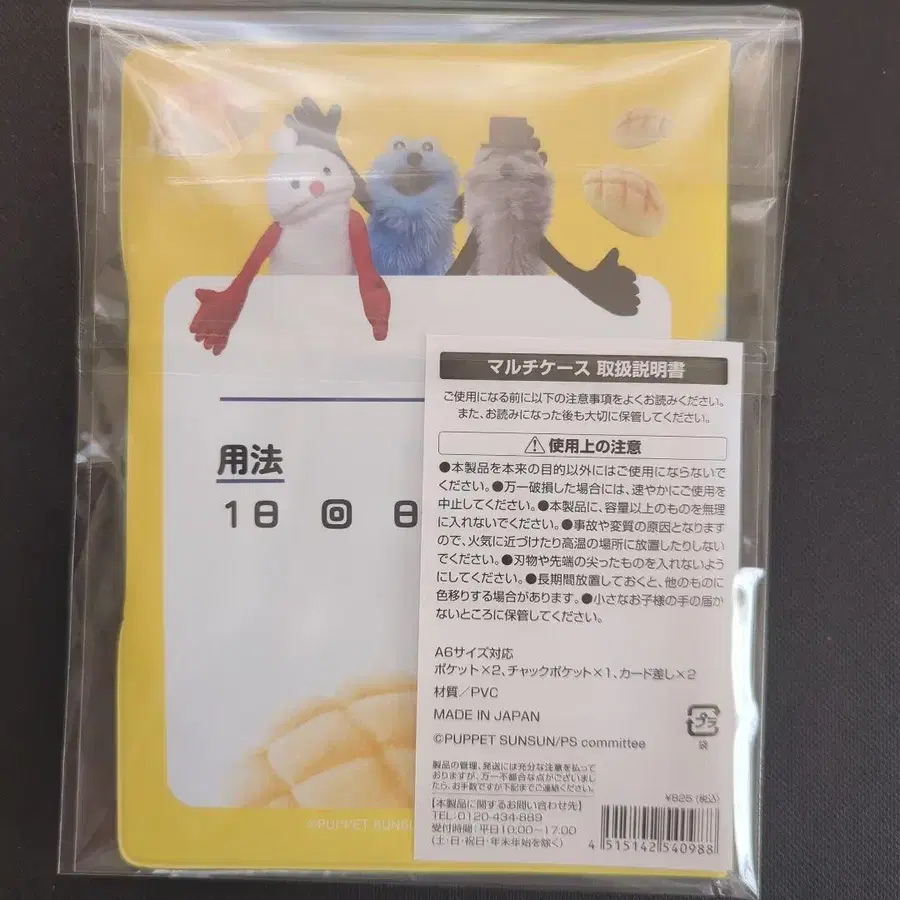 マルチケース 取扱説明書
ご使用になる前に以下の注意事項をよくお読みください。
また、お読みになった後も大切に保管してください。
⚠使用上の注意
●本製品を本来の目的以外にはご使用にならないで
ください。●万一破損した場合には、速やかにご使用を
中止してください。●本製品に、容量以上のものを無理
に入れないでください。●事故や変質の原因となります
ので、火気に近づけたり高温の場所に放置したりしない
でください。●刃物や先端の尖ったものを入れないよう
にしてください。●長期間放置しておくと、他のものに
色移りする場合があります。●小さなお子様の手の届か
ないところに保管してください。
A6サイズ対応
ポケット×2、チャックポケット×1、カード差し×2
材質／PVC
MADE IN JAPAN
©PUPPET SUNSUN/PS committee
プラ
袋
製品の管理、発送には充分な注意を払って
おりますが、万一不都合な点がございまし
たら、お手数ですが下記までご連絡ください。
¥825（税込）
【本製品に関するお問い合わせ先】
TEL:0120-434-889
受付時間：平日10:00〜17:00
（土・日・祝日・年末年始を除く）
4 515142 540988
用法
1日 回 日
©PUPPET SUNSU